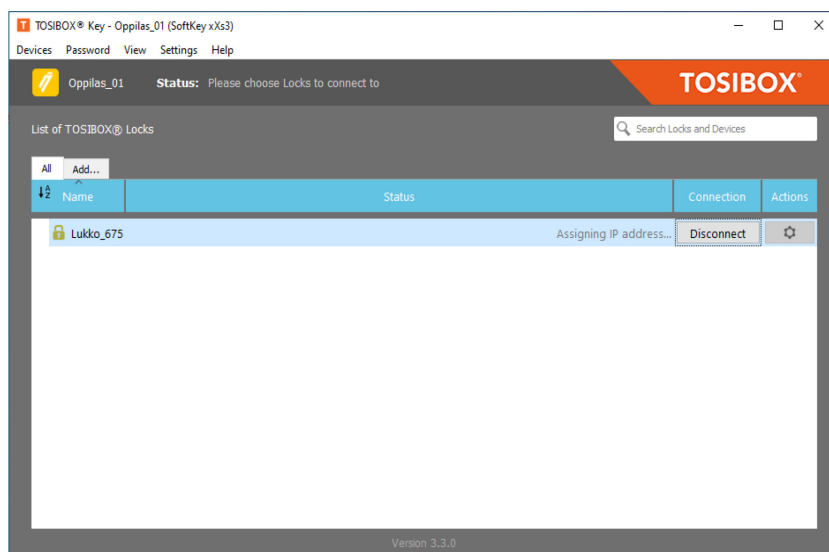 TOSIBOX® Key - Oppilas_01 (SoftKey xXs3)
Devices Password View Settings Help
Oppilas_01 Status: Please choose Locks to connect to TOSIBOX®
List of TOSIBOX® Locks Search Locks and Devices
All Add...
Name Status Connection Actions
Lukko_675 Assigning IP address... Disconnect
Version 3.3.0